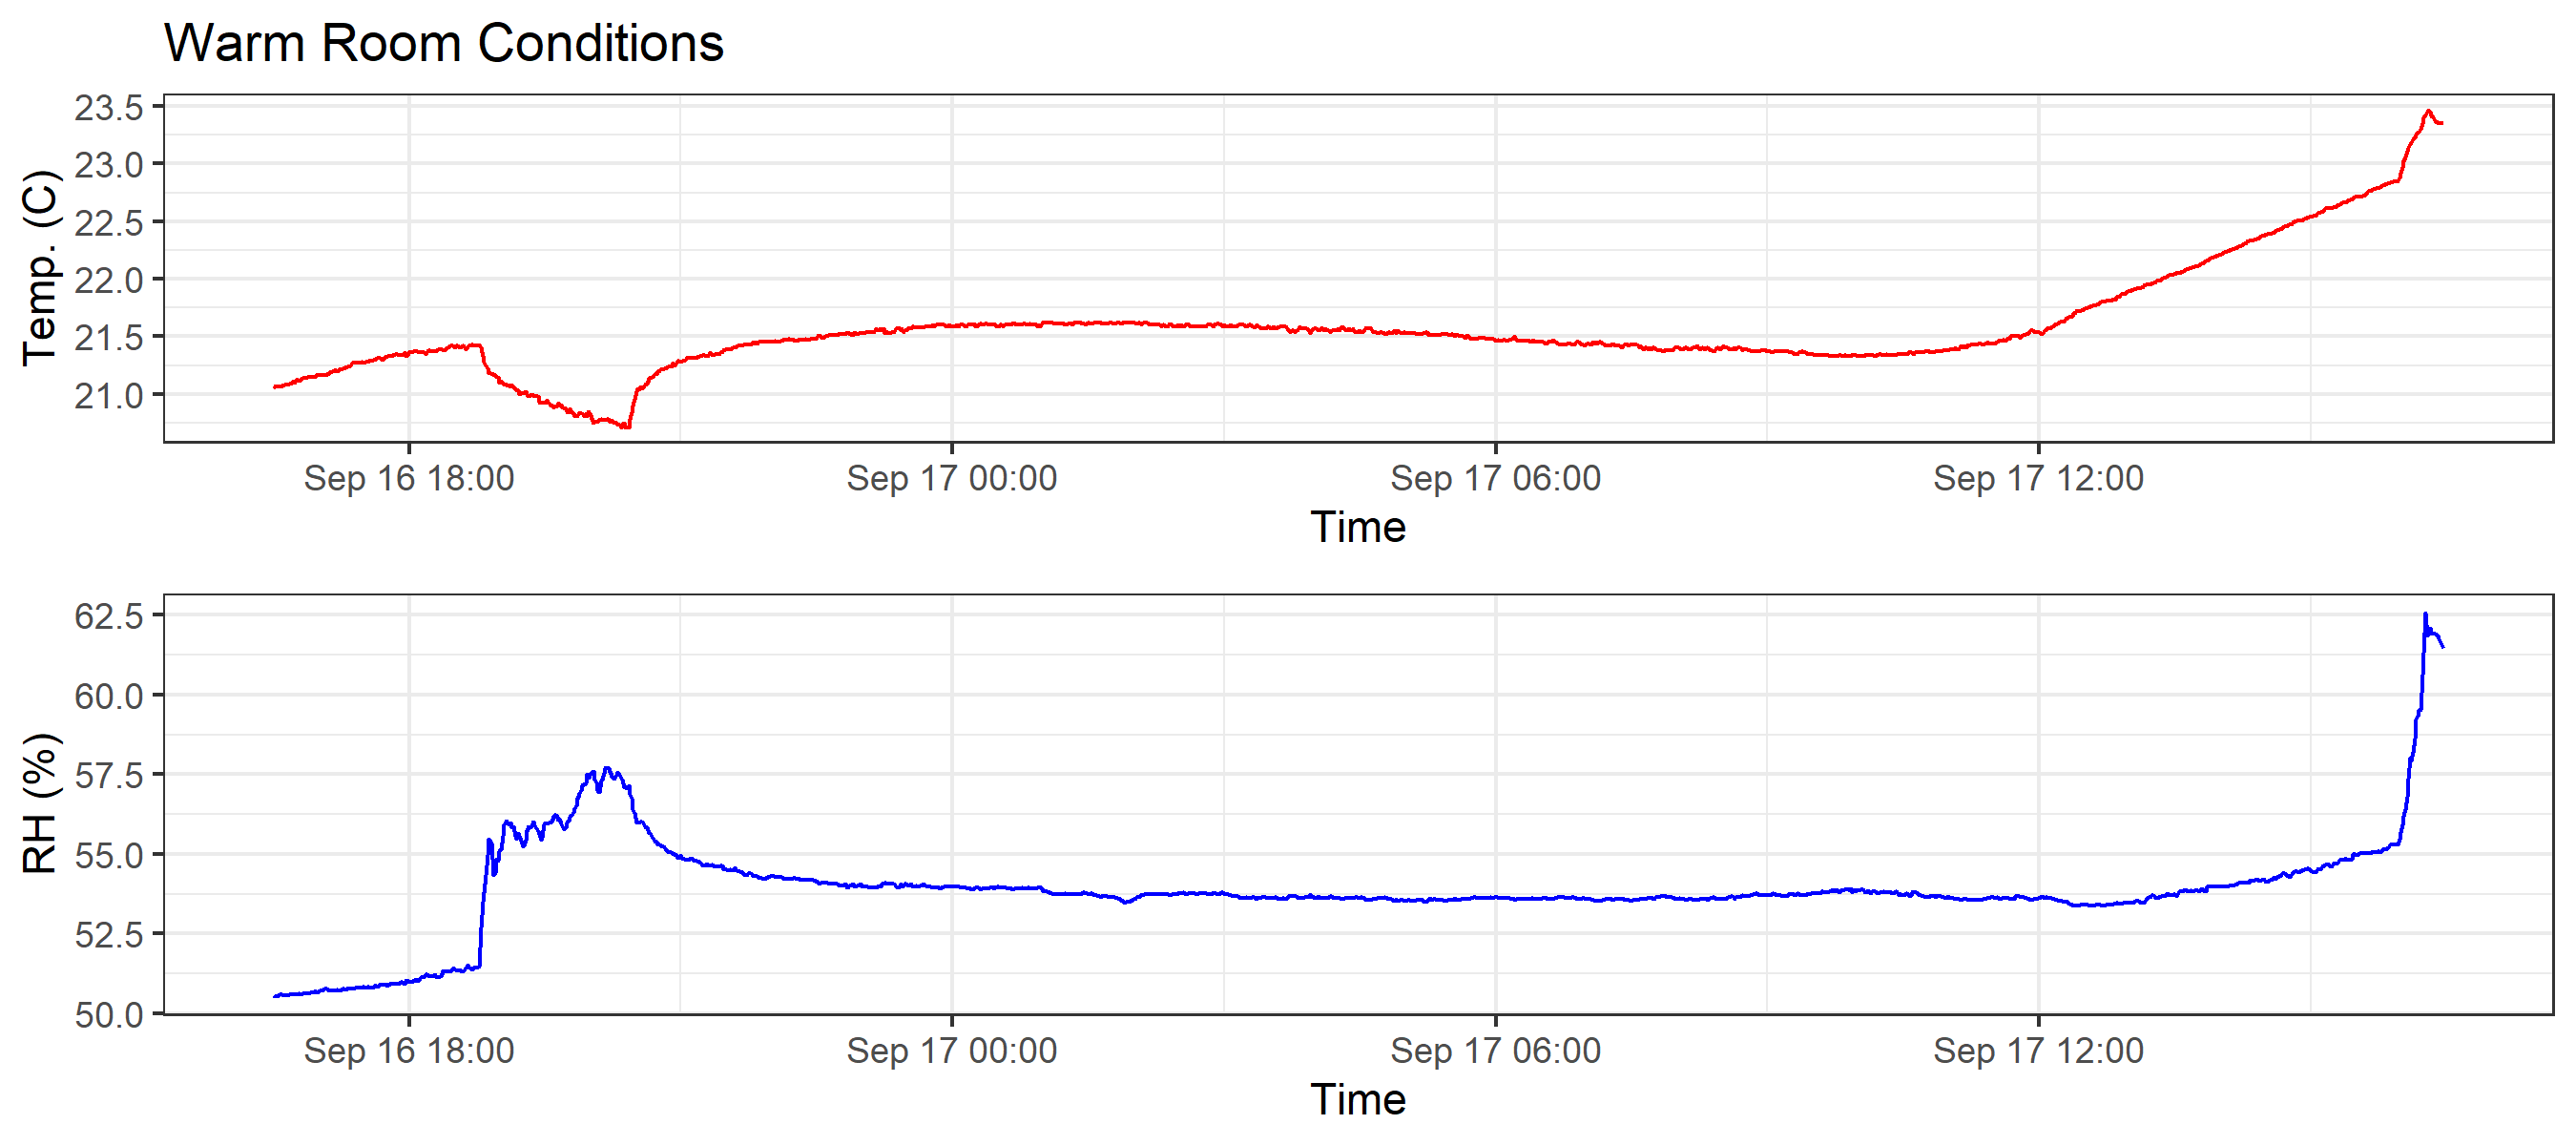 Warm Room Conditions
23.5
23.0
22.5
22.0
21.5
21.0
Temp. (C)
Sep 16 18:00 Sep 17 00:00 Sep 17 06:00 Sep 17 12:00
Time
62.5
60.0
57.5
55.0
52.5
50.0
RH (%)
Sep 16 18:00 Sep 17 00:00 Sep 17 06:00 Sep 17 12:00
Time